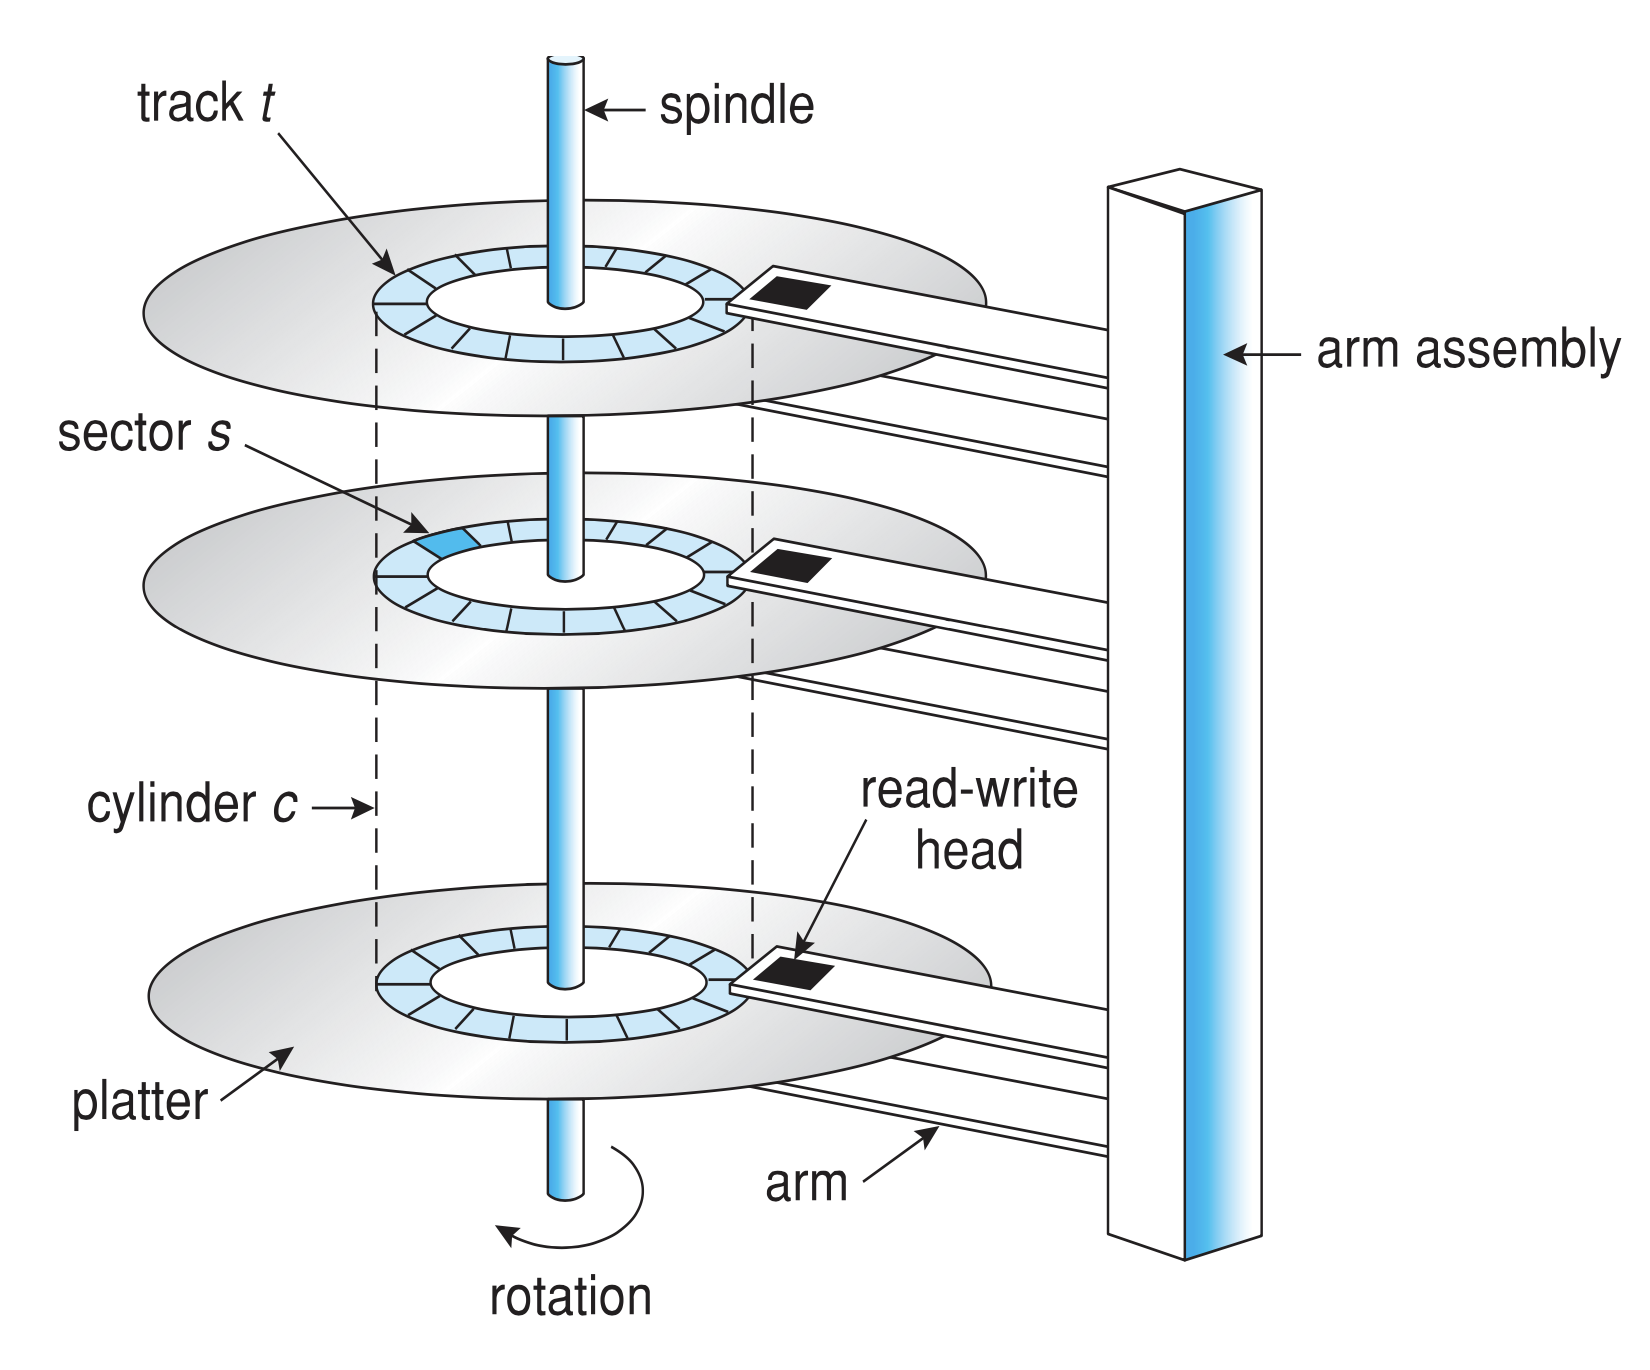 track t
spindle
arm assembly
sector s
read-write
head
cylinder c
platter
arm
rotation